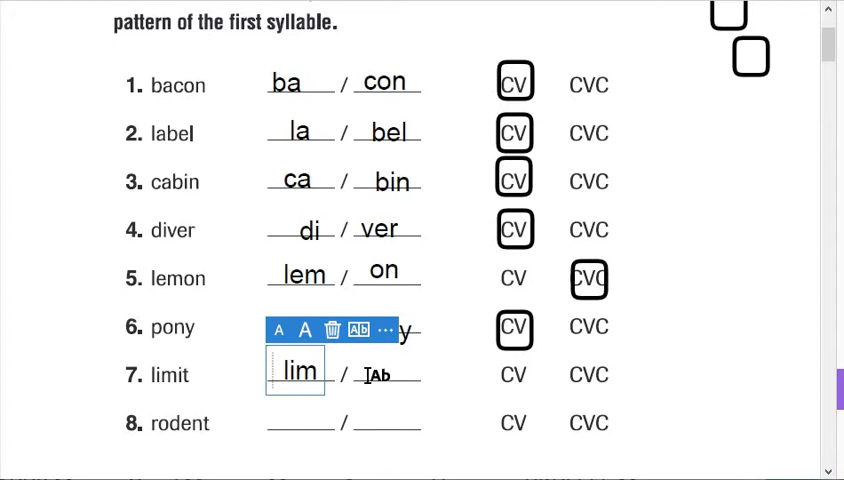 pattern of the first syllable.
1. bacon ba / con CV CVC
2. label la / bel CV CVC
3. cabin ca / bin CV CVC
4. diver di / ver CV CVC
5. lemon lem / on CV CVC
6. pony A A Ab ... y CV CVC
7. limit lim / Ab CV CVC
8. rodent / CV CVC